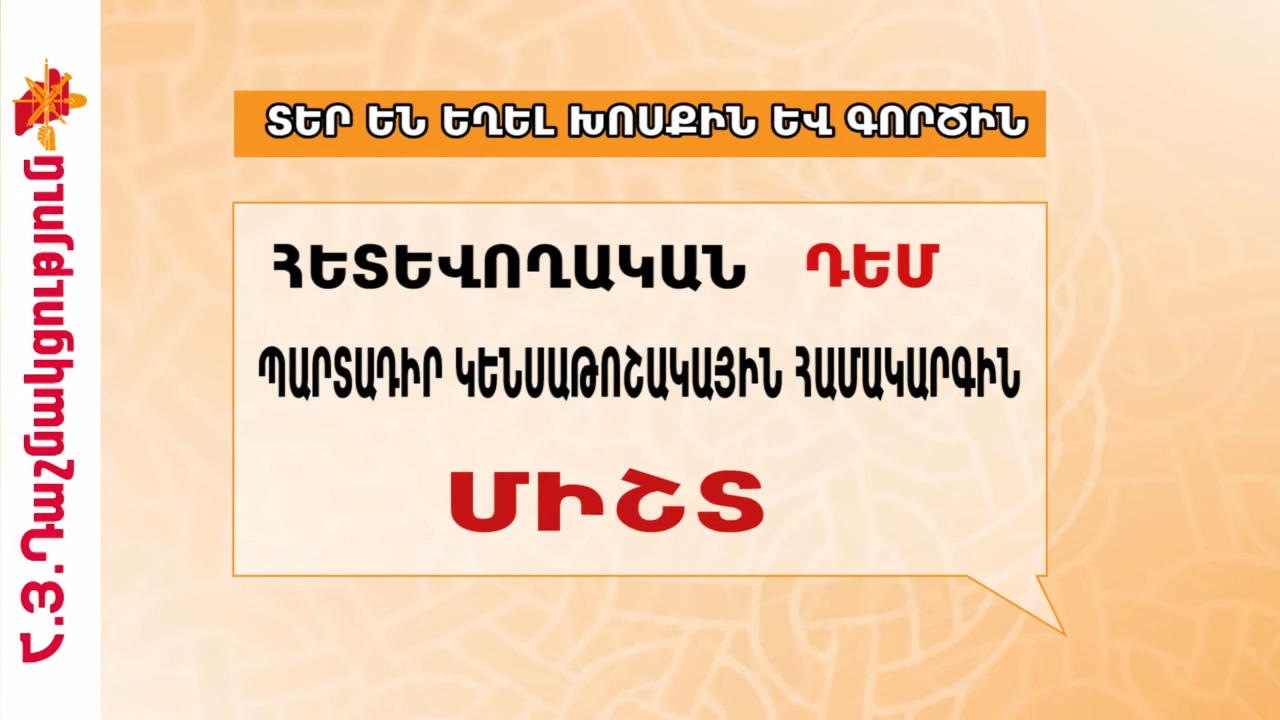 ՏԵՐ ԵՆ ԵՂԵԼ ԽՈՍՔԻՆ ԵՎ ԳՈՐԾԻՆ
ՀԵՏԵՎՈՂԱԿԱՆ ԴԵՄ
ՊԱՐՏԱԴԻՐ ԿԵՆՍԱԹՈՇԱԿԱՅԻՆ ՀԱՄԱԿԱՐԳԻՆ
ՄԻՇՏ
Հ.Յ.Դաշնակցություն